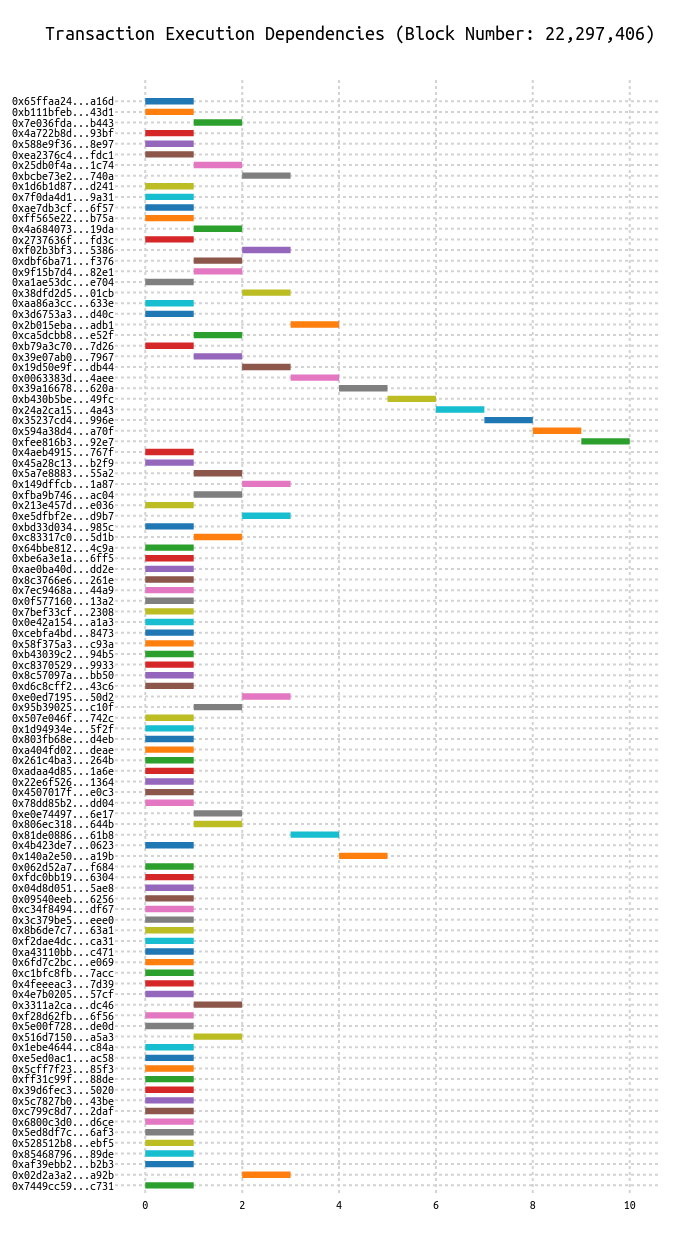 Transaction Execution Dependencies (Block Number: 22,297,406)
0x65ffaa24...a16d
0xb111bfeb...43d1
0x7e036fda...b443
0x4a722b8d...93bf
0x588e9f36...8e97
0xea2376c4...fdc1
0x25db0f4a...1c74
0xbcbe73e2...740a
0x1d6b1d87...d241
0x7f0da4d1...9a31
0xae7db3cf...6f57
0xff565e22...b75a
0x4a684073...19da
0x2737636f...fd3c
0xf02b3bf3...5386
0xdbf6ba71...f376
0x9f15b7d4...82e1
0xa1ae53dc...e704
0x38dfd2d5...01cb
0xaa86a3cc...633e
0x3d6753a3...d40c
0x2b015eba...adb1
0xca5dcbb8...e52f
0xb79a3c70...7d26
0x39e07ab0...7967
0x19d50e9f...db44
0x0063383d...4aee
0x39a16678...620a
0xb430b5be...49fc
0x24a2ca15...4a43
0x35237cd4...996e
0x594a38d4...a70f
0xfee816b3...92e7
0x4aeb4915...767f
0x45a28c13...b2f9
0x5a7e8883...55a2
0x149dffcb...1a87
0xfba9b746...ac04
0x213e457d...e036
0xe5dfbf2e...d9b7
0xbd33d034...985c
0xc83317c0...5d1b
0x64bbe812...4c9a
0xbe6a3e1a...6ff5
0xae0ba40d...dd2e
0x8c3766e6...261e
0x7ec9468a...44a9
0x0f577160...13a2
0x7bef33cf...2308
0x0e42a154...a1a3
0xcebfa4bd...8473
0x58f375a3...c93a
0xb43039c2...94b5
0xc8370529...9933
0x8c57097a...bb50
0xd6c8cff2...43c6
0xe0ed7195...50d2
0x95b39025...c10f
0x507e046f...742c
0x1d94934e...5f2f
0x803fb68e...d4eb
0xa404fd02...deae
0x261c4ba3...264b
0xadaa4d85...1a6e
0x22e6f526...1364
0x4507017f...e0c3
0x78dd85b2...dd04
0xe0e74497...6e17
0x806ec318...644b
0x81de0886...61b8
0x4b423de7...0623
0x140a2e50...a19b
0x062d52a7...f684
0xfdc0bb19...6304
0x04d8d051...5ae8
0x09540eeb...6256
0xc34f8494...df67
0x3c379be5...eee0
0x8b6de7c7...63a1
0xf2dae4dc...ca31
0xa43110bb...c471
0x6fd7c2bc...e069
0xc1bfc8fb...7acc
0x4feeeac3...7d39
0x4e7b0205...57cf
0x3311a2ca...dc46
0xf28d62fb...6f56
0x5e00f728...de0d
0x516d7150...a5a3
0x1ebe4644...c84a
0xe5ed0ac1...ac58
0x5cff7f23...85f3
0xff31c99f...88de
0x39d6fec3...5020
0x5c7827b0...43be
0xc799c8d7...2daf
0x6800c3d0...d6ce
0x5ed8df7c...6af3
0x528512b8...ebf5
0x85468796...89de
0xaf39ebb2...b2b3
0x02d2a3a2...a92b
0x7449cc59...c731
0 2 4 6 8 10